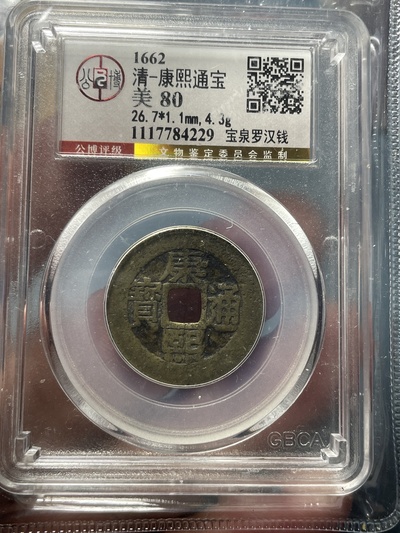 1662
清-康熙通宝
美 80
26.7*1.1mm, 4.3g
1117784229 宝泉罗汉钱
公博评级
文物鉴定委员会监制
公博
康熙通寶
GBCA